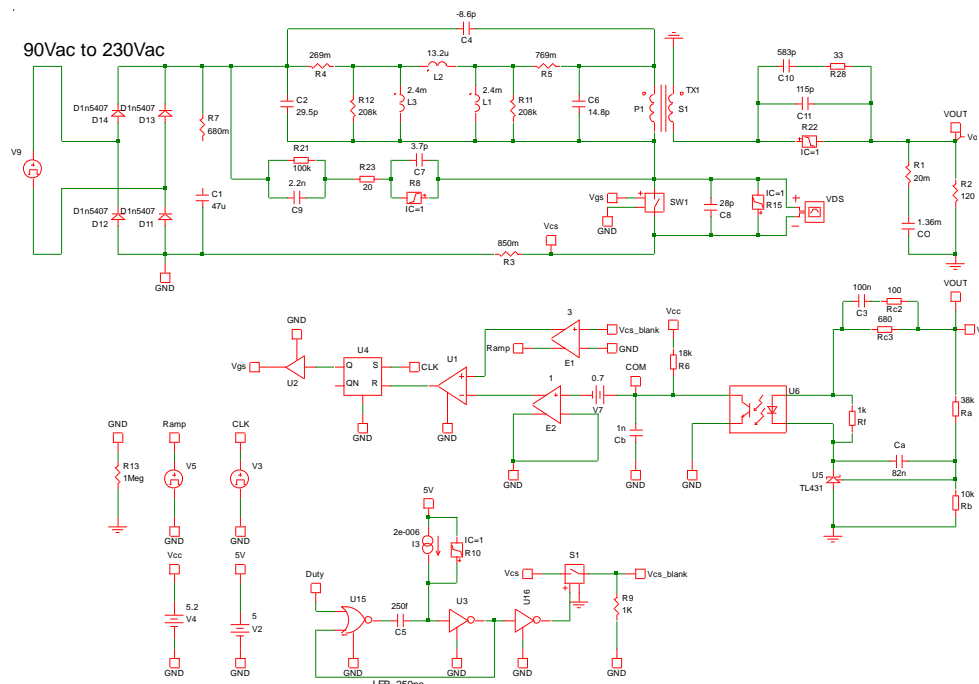 90Vac to 230Vac
-8.6p
C4
269m
R4
13.2u
L2
769m
R5
583p
C10
33
R28
D1n5407
D14
D1n5407
D13
R7
680m
C2
29.5p
R12
208k
2.4m
L3
2.4m
L1
R11
208k
C6
14.8p
P1
TX1
S1
115p
C11
R22
IC=1
VOUT
V9
R21
100k
2.2n
C9
R23
20
3.7p
C7
R8
IC=1
R1
20m
R2
120
D1n5407
D12
D1n5407
D11
C1
47u
Vgs
GND
SW1
28p
C8
IC=1
R15
VDS
1.36m
CO
850m
R3
Vcs
GND
100n
C3
100
Rc2
680
Rc3
VOUT
GND
Vgs
U2
U4
Q
S
QN
R
CLK
GND
U1
GND
3
Ramp
E1
Vcs_blank
GND
1
E2
0.7
V7
COM
Vcc
18k
R6
1n
Cb
GND
GND
GND
U6
1k
Rf
38k
Ra
Ca
82n
U5
TL431
10k
Rb
GND
R13
1Meg
Ramp
V5
GND
CLK
V3
GND
Vcc
5.2
V4
GND
5V
5
V2
GND
5V
2e-006
I3
IC=1
R10
Duty
U15
250f
C5
U3
U16
GND
GND
GND
S1
Vcs
Vcs_blank
R9
1K
GND